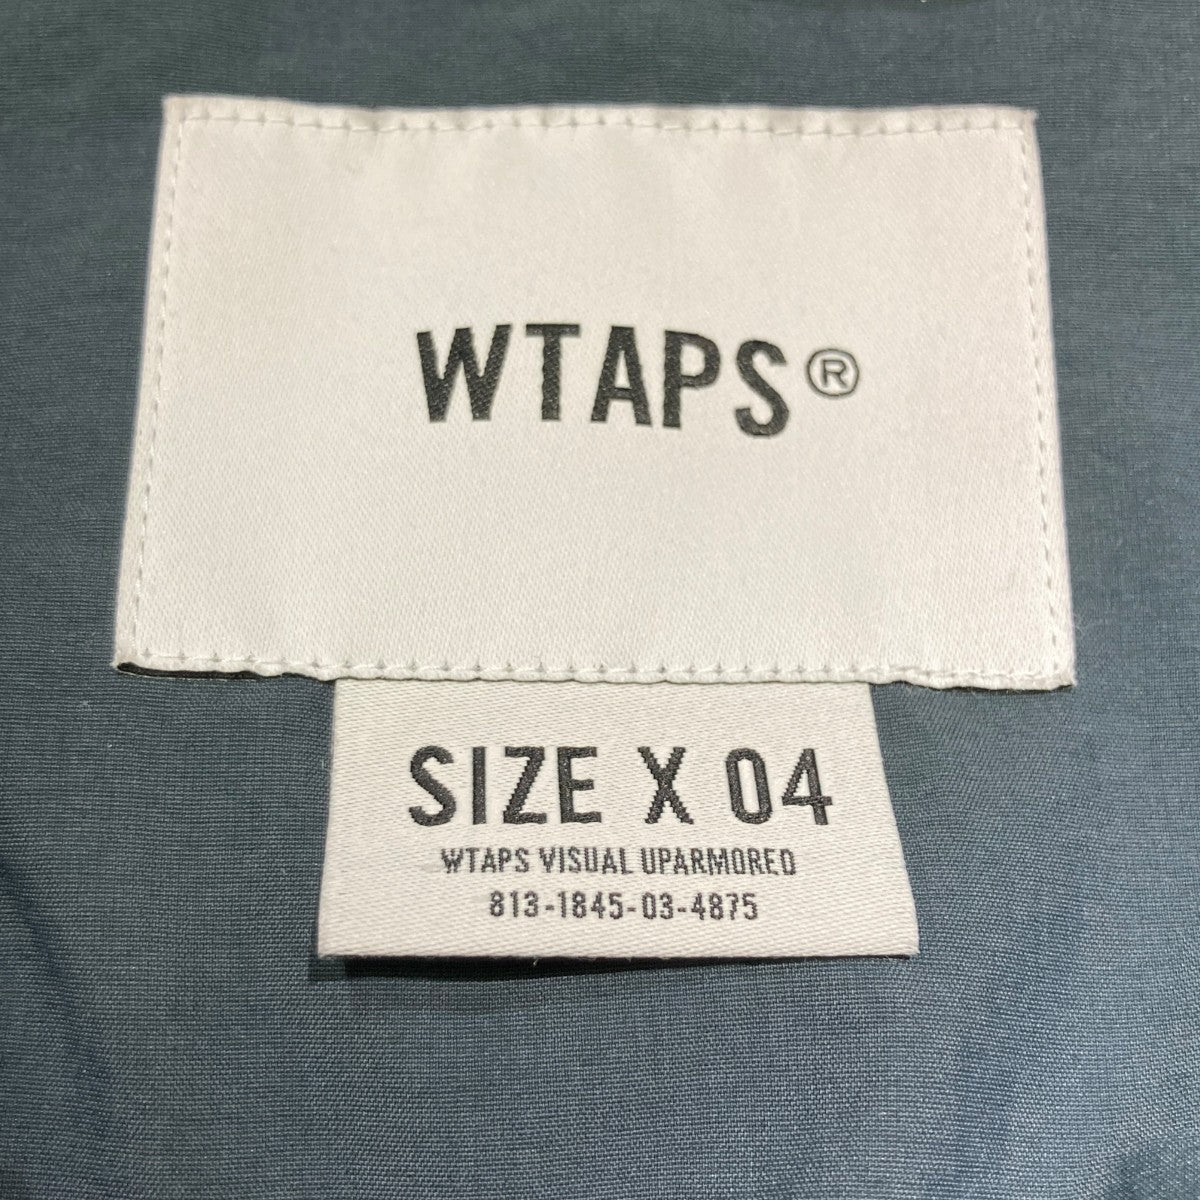 WTAPS®
SIZE X 04
WTAPS VISUAL UPARMORED
813-1845-03-4875